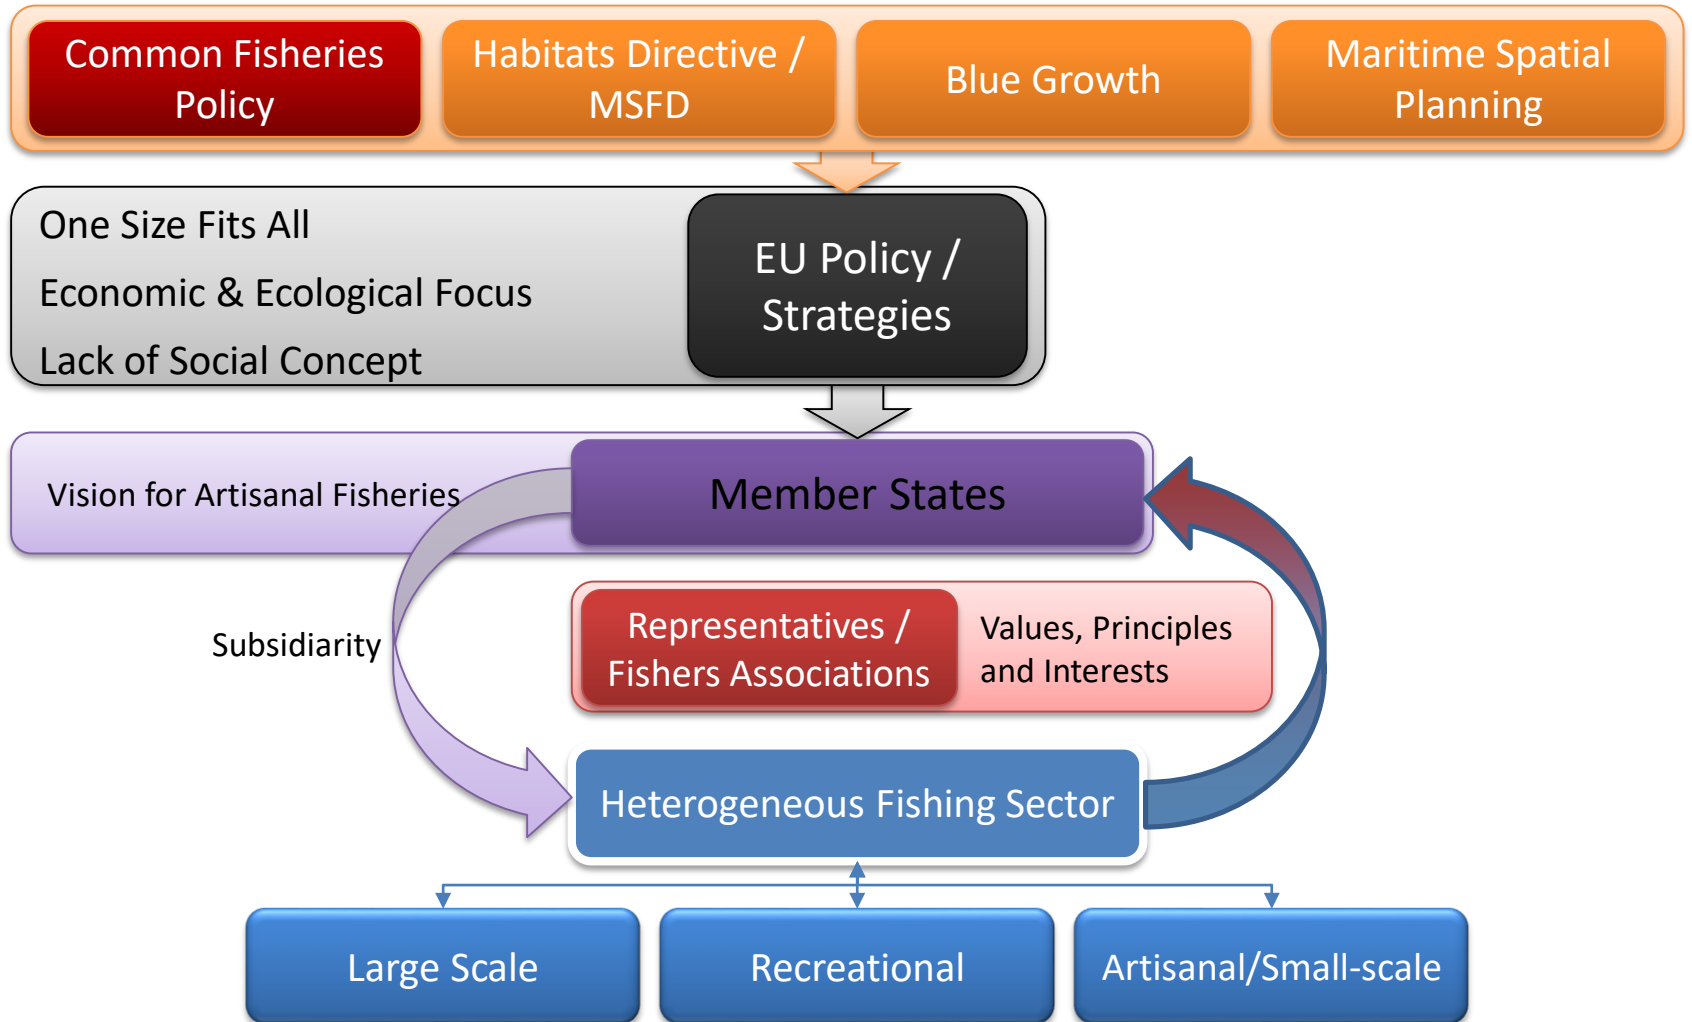 Common Fisheries
Policy
Habitats Directive /
MSFD
Blue Growth
Maritime Spatial
Planning
One Size Fits All
Economic & Ecological Focus
Lack of Social Concept
EU Policy /
Strategies
Vision for Artisanal Fisheries
Member States
Subsidiarity
Representatives /
Fishers Associations
Values, Principles
and Interests
Heterogeneous Fishing Sector
Large Scale
Recreational
Artisanal/Small-scale